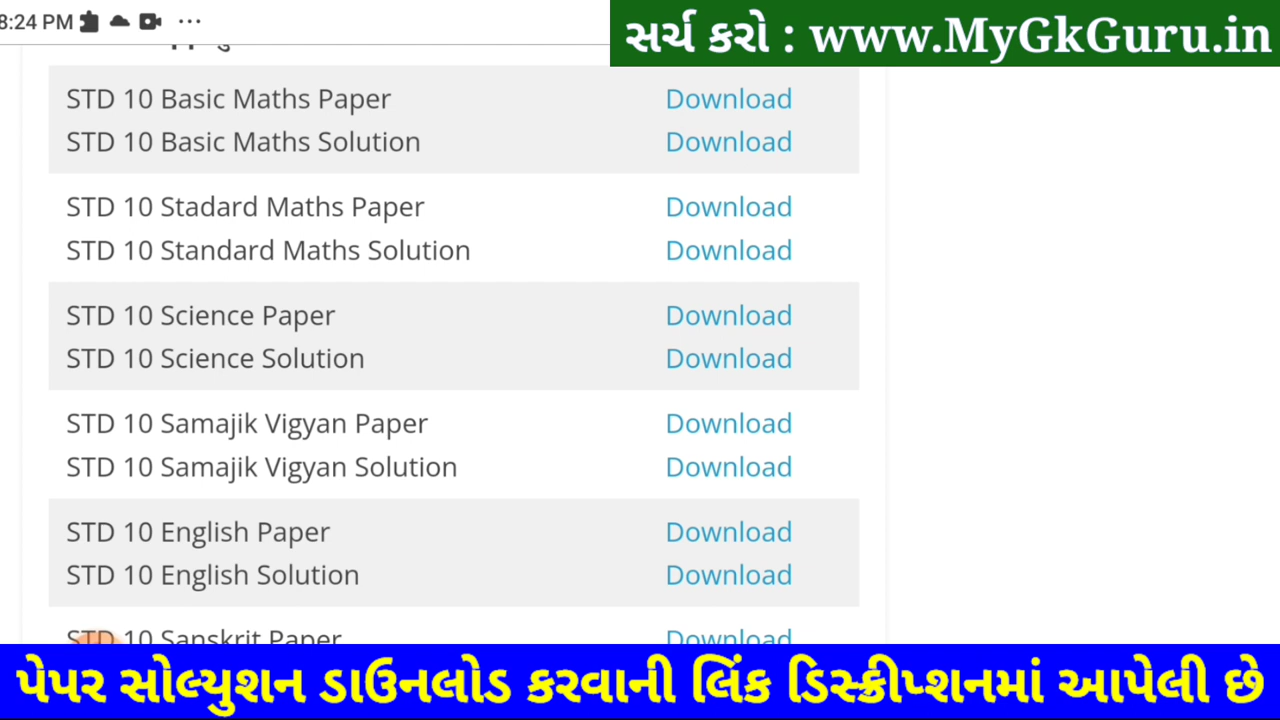 8:24 PM
સર્ચ કરો : www.MyGkGuru.in
STD 10 Basic Maths Paper Download
STD 10 Basic Maths Solution Download
STD 10 Stadard Maths Paper Download
STD 10 Standard Maths Solution Download
STD 10 Science Paper Download
STD 10 Science Solution Download
STD 10 Samajik Vigyan Paper Download
STD 10 Samajik Vigyan Solution Download
STD 10 English Paper Download
STD 10 English Solution Download
STD 10 Sanskrit Paper Download
પેપર સોલ્યુશન ડાઉનલોડ કરવાની લિંક ડિસ્ક્રીપ્શનમાં આપેલી છે